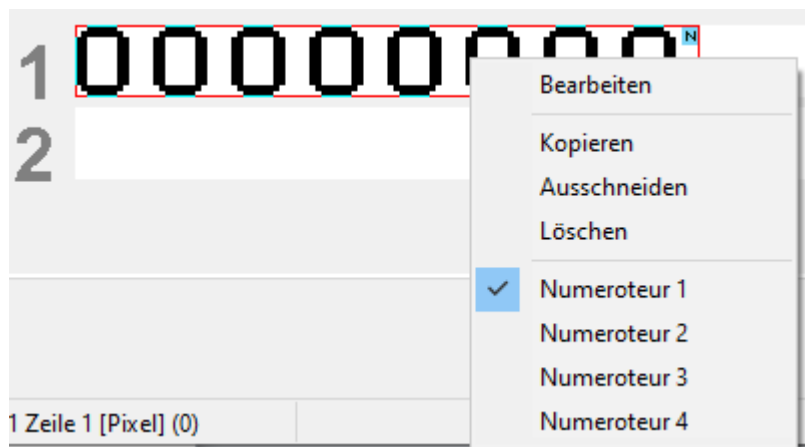 1 00000000 N
2
Bearbeiten
Kopieren
Ausschneiden
Löschen
Numeroteur 1
Numeroteur 2
Numeroteur 3
Numeroteur 4
1 Zeile 1 [Pixel] (0)